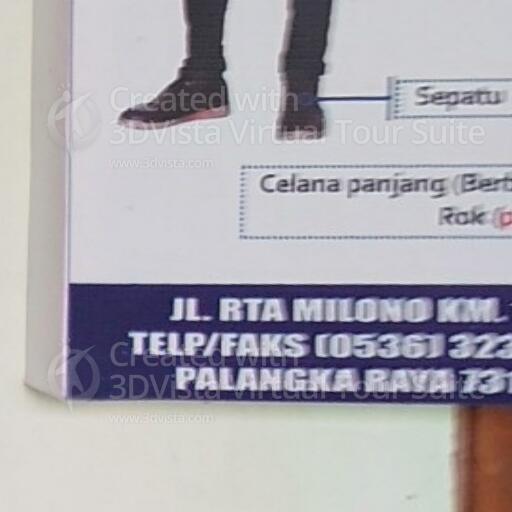 Created with
3DVista Virtual Tour Suite
www.3dvista.com
Sepatu
Celana panjang (Berb
Rok (p
JL. RTA MILONO KM.
TELP/FAKS (0536) 323
PALANGKA RAYA 731
Created with
3DVista Virtual Tour Suite
www.3dvista.com